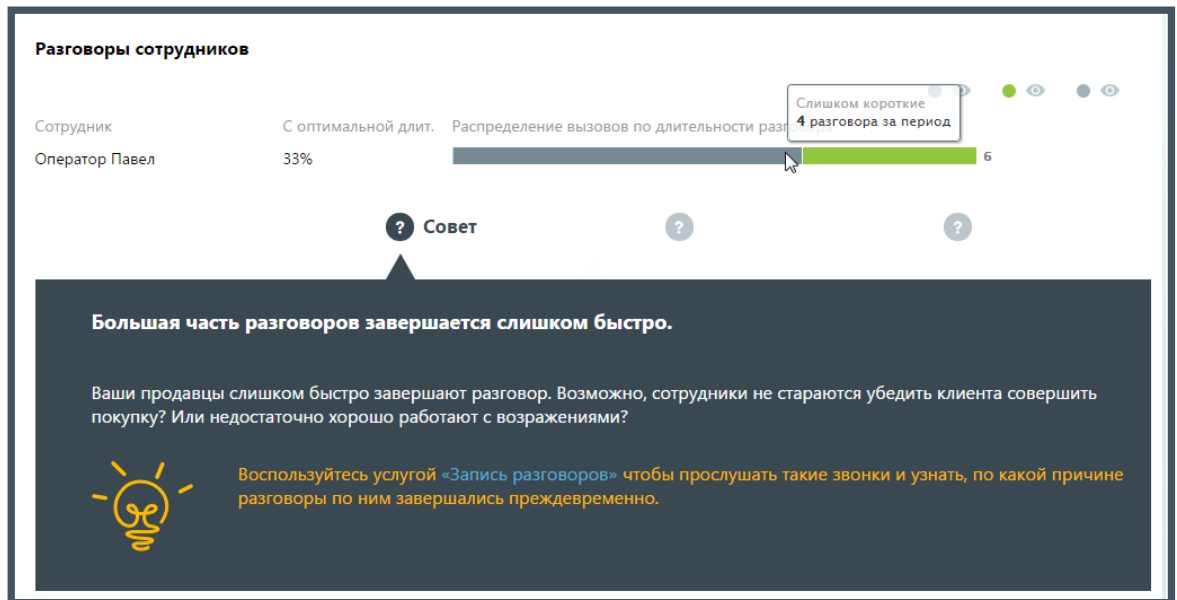 Разговоры сотрудников
Слишком короткие
4 разговора за период
Сотрудник
С оптимальной длит.
Распределение вызовов по длительности разговора
Оператор Павел
33%
6
? Совет
?
?
Большая часть разговоров завершается слишком быстро.
Ваши продавцы слишком быстро завершают разговор. Возможно, сотрудники не стараются убедить клиента совершить
покупку? Или недостаточно хорошо работают с возражениями?
Воспользуйтесь услугой «Запись разговоров» чтобы прослушать такие звонки и узнать, по какой причине
разговоры по ним завершались преждевременно.